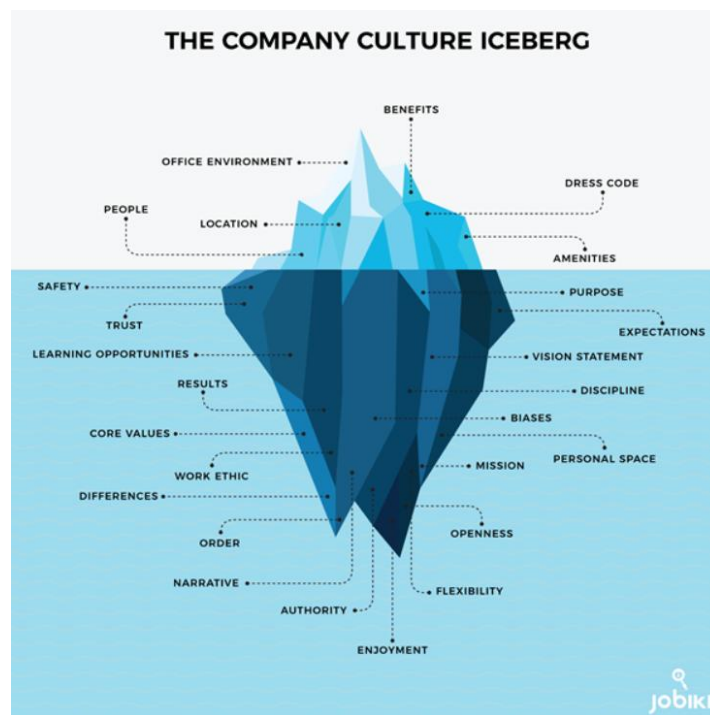 THE COMPANY CULTURE ICEBERG
BENEFITS
OFFICE ENVIRONMENT
DRESS CODE
PEOPLE
LOCATION
AMENITIES
SAFETY
PURPOSE
TRUST
EXPECTATIONS
LEARNING OPPORTUNITIES
VISION STATEMENT
RESULTS
DISCIPLINE
BIASES
CORE VALUES
PERSONAL SPACE
MISSION
WORK ETHIC
DIFFERENCES
OPENNESS
ORDER
NARRATIVE
FLEXIBILITY
AUTHORITY
ENJOYMENT